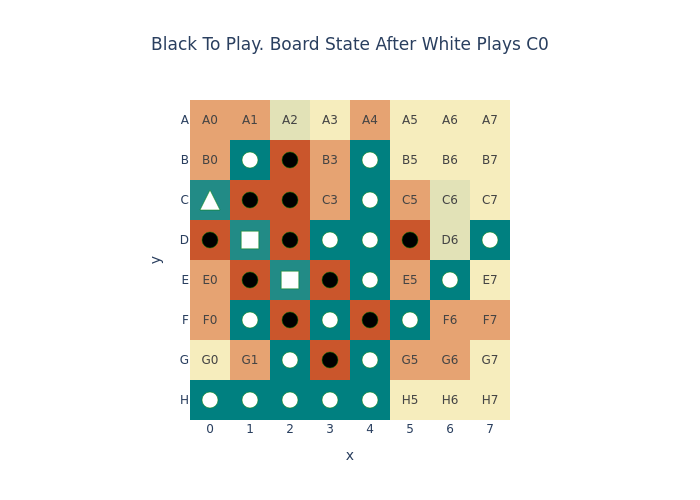 Black To Play. Board State After White Plays C0
A A0 A1 A2 A3 A4 A5 A6 A7
B B0 B3 B5 B6 B7
C C3 C5 C6 C7
D D6
E E0 E5 E7
F F0 F6 F7
G G0 G1 G5 G6 G7
H H5 H6 H7
0 1 2 3 4 5 6 7
x
y